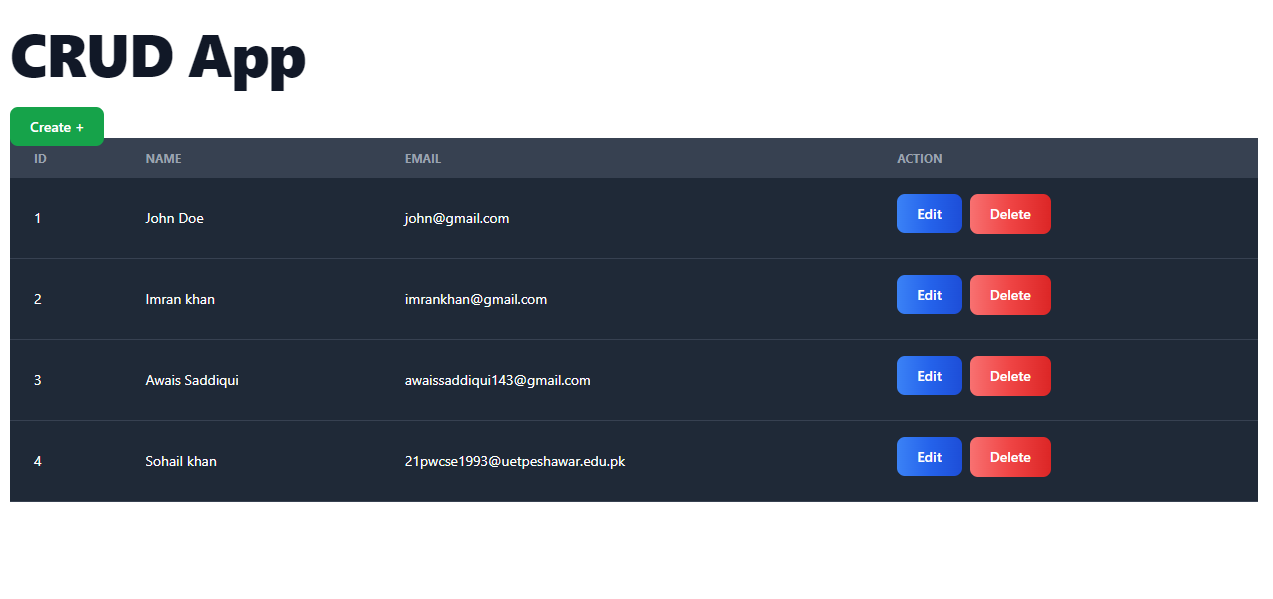 CRUD App
Create +
ID NAME EMAIL ACTION
1 John Doe john@gmail.com Edit Delete
2 Imran khan imrankhan@gmail.com Edit Delete
3 Awais Saddiqui awaissaddiqui143@gmail.com Edit Delete
4 Sohail khan 21pwcse1993@uetpeshawar.edu.pk Edit Delete